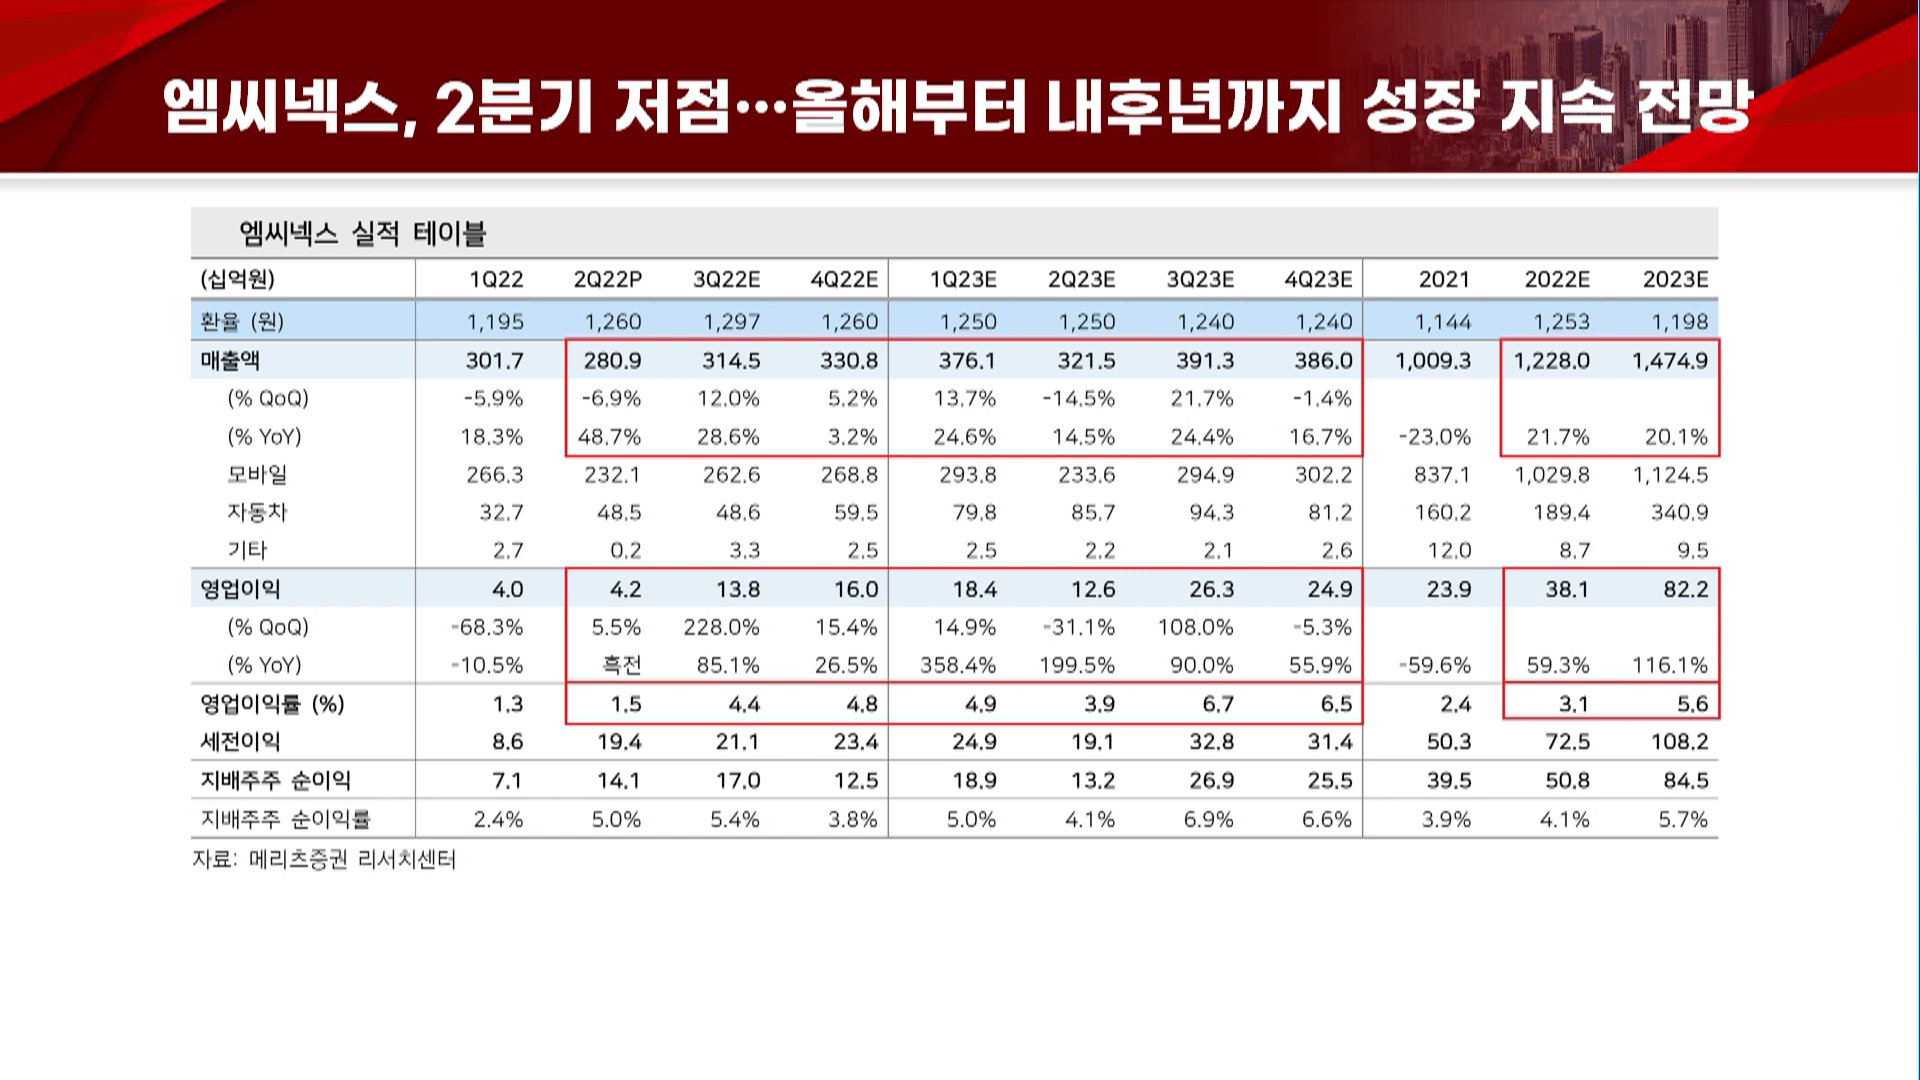 엠씨넥스, 2분기 저점…올해부터 내후년까지 성장 지속 전망
엠씨넥스 실적 테이블
(십억원) 1Q22 2Q22P 3Q22E 4Q22E 1Q23E 2Q23E 3Q23E 4Q23E 2021 2022E 2023E
환율 (원) 1,195 1,260 1,297 1,260 1,250 1,250 1,240 1,240 1,144 1,253 1,198
매출액 301.7 280.9 314.5 330.8 376.1 321.5 391.3 386.0 1,009.3 1,228.0 1,474.9
(% QoQ) -5.9% -6.9% 12.0% 5.2% 13.7% -14.5% 21.7% -1.4%
(% YoY) 18.3% 48.7% 28.6% 3.2% 24.6% 14.5% 24.4% 16.7% -23.0% 21.7% 20.1%
모바일 266.3 232.1 262.6 268.8 293.8 233.6 294.9 302.2 837.1 1,029.8 1,124.5
자동차 32.7 48.5 48.6 59.5 79.8 85.7 94.3 81.2 160.2 189.4 340.9
기타 2.7 0.2 3.3 2.5 2.5 2.2 2.1 2.6 12.0 8.7 9.5
영업이익 4.0 4.2 13.8 16.0 18.4 12.6 26.3 24.9 23.9 38.1 82.2
(% QoQ) -68.3% 5.5% 228.0% 15.4% 14.9% -31.1% 108.0% -5.3%
(% YoY) -10.5% 흑전 85.1% 26.5% 358.4% 199.5% 90.0% 55.9% -59.6% 59.3% 116.1%
영업이익률 (%) 1.3 1.5 4.4 4.8 4.9 3.9 6.7 6.5 2.4 3.1 5.6
세전이익 8.6 19.4 21.1 23.4 24.9 19.1 32.8 31.4 50.3 72.5 108.2
지배주주 순이익 7.1 14.1 17.0 12.5 18.9 13.2 26.9 25.5 39.5 50.8 84.5
지배주주 순이익률 2.4% 5.0% 5.4% 3.8% 5.0% 4.1% 6.9% 6.6% 3.9% 4.1% 5.7%
자료: 메리츠증권 리서치센터